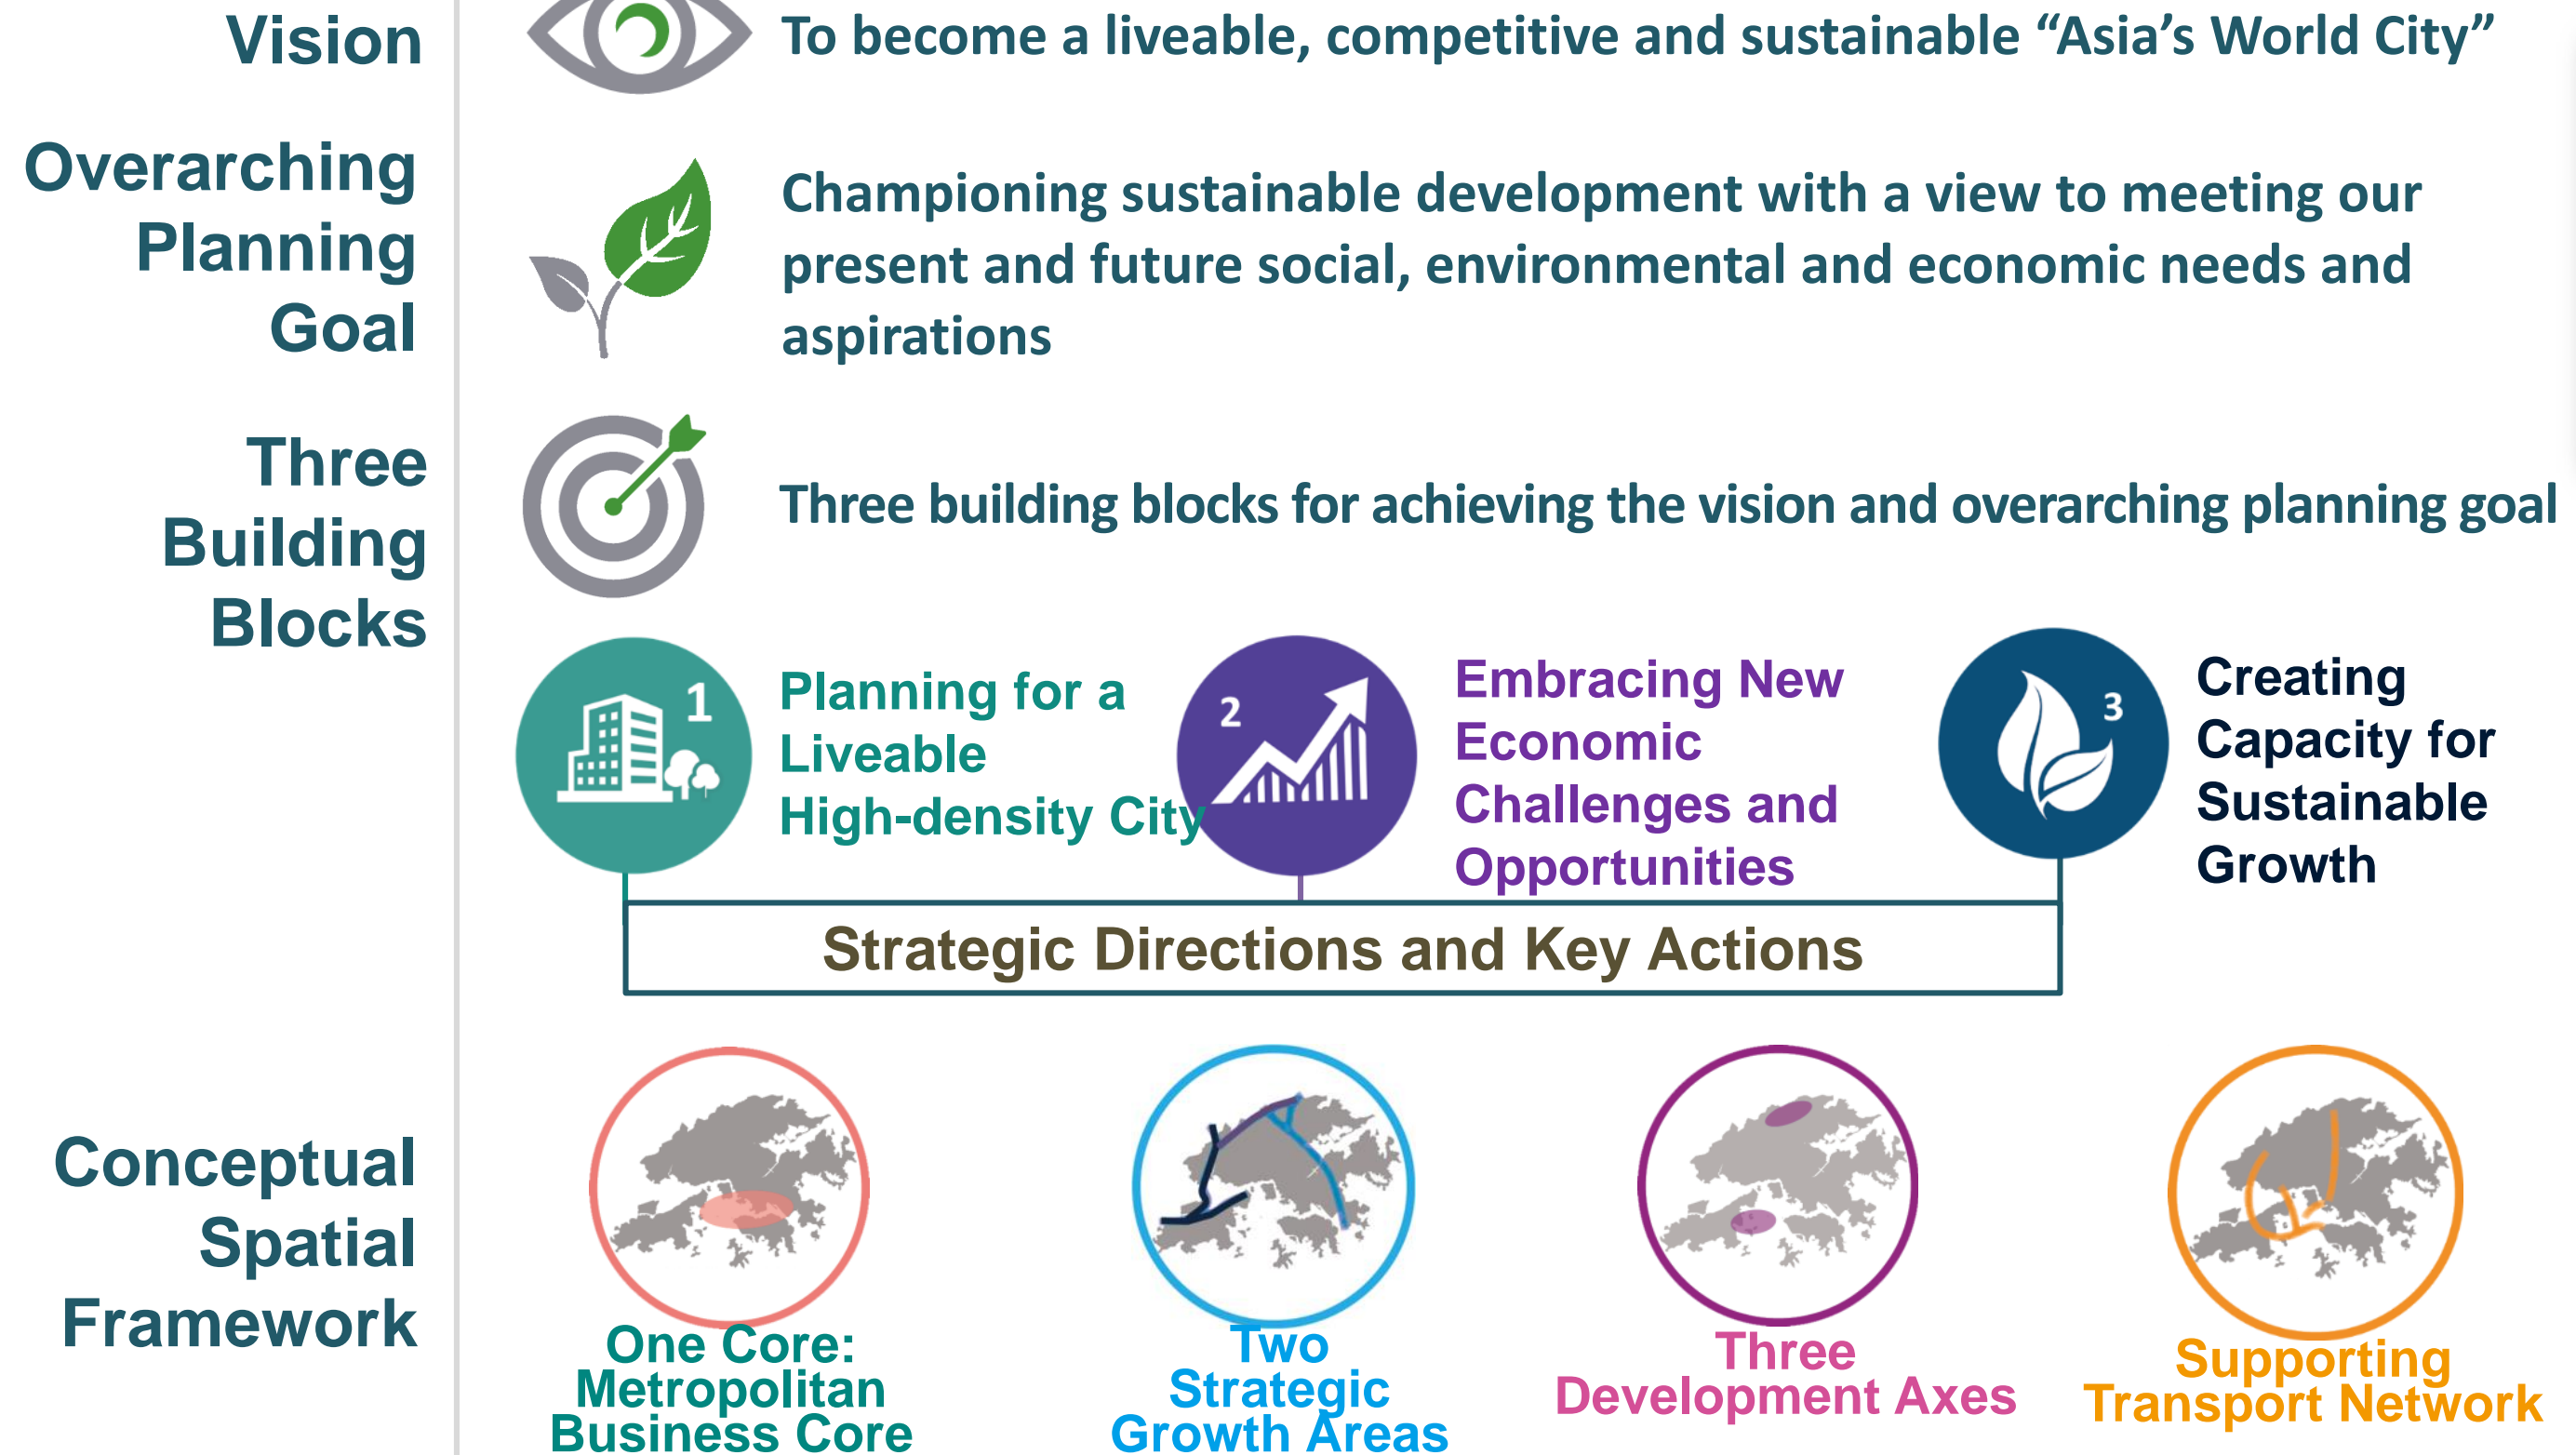 Vision
To become a liveable, competitive and sustainable “Asia’s World City”
Overarching
Planning
Goal
Championing sustainable development with a view to meeting our
present and future social, environmental and economic needs and
aspirations
Three
Building
Blocks
Three building blocks for achieving the vision and overarching planning goal
1
Planning for a
Liveable
High-density City
2
Embracing New
Economic
Challenges and
Opportunities
3
Creating
Capacity for
Sustainable
Growth
Strategic Directions and Key Actions
Conceptual
Spatial
Framework
One Core:
Metropolitan
Business Core
Two
Strategic
Growth Areas
Three
Development Axes
Supporting
Transport Network